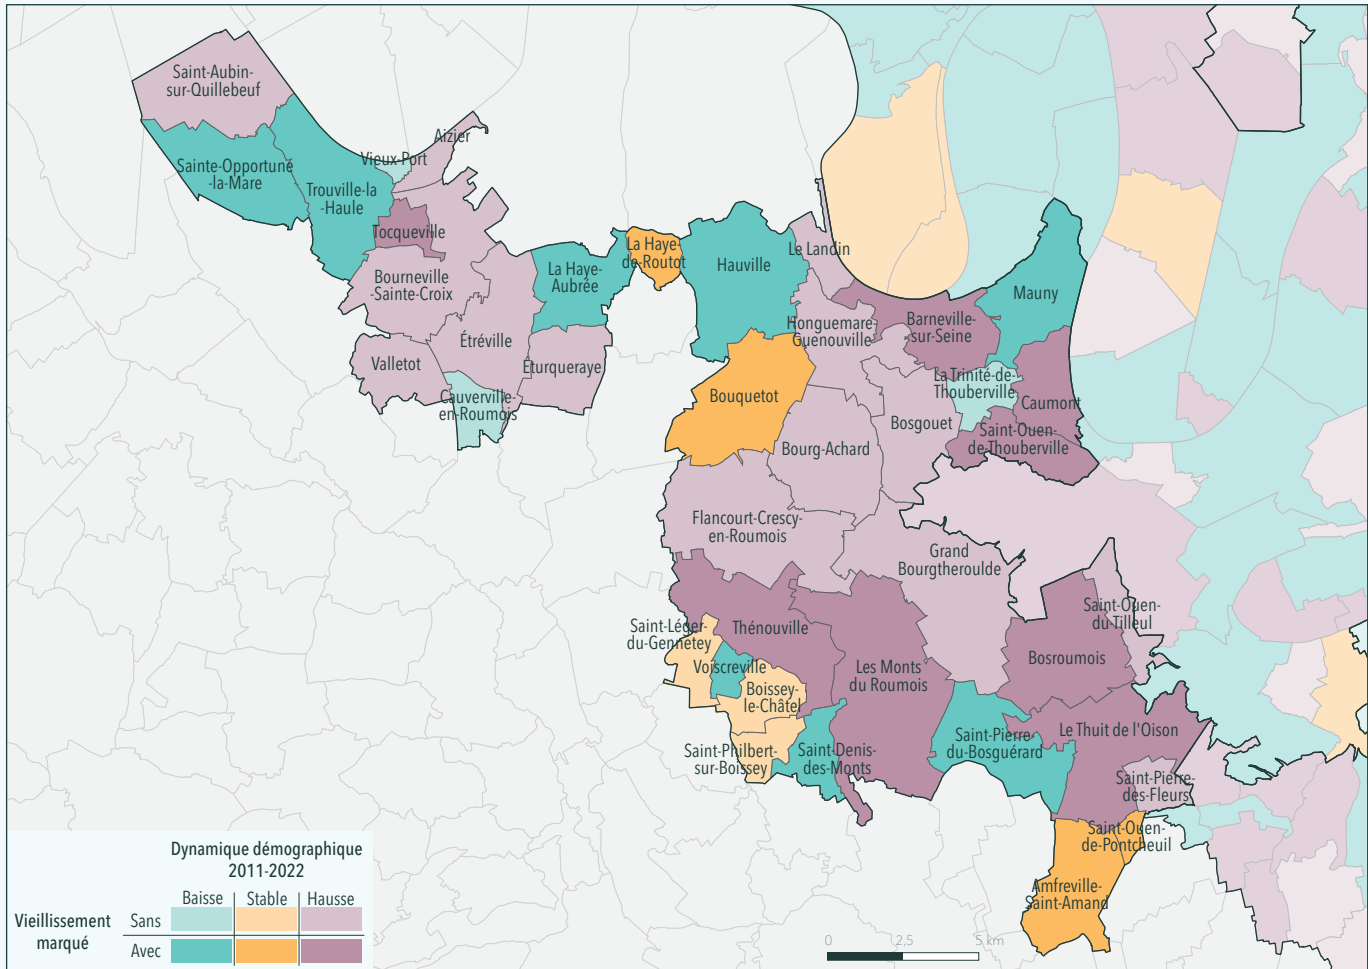 Saint-Aubin-
sur-Quillebeuf
Aizier
Vieux-Port
Sainte-Opportune
-la-Mare
Trouville-la
-Haule
Tocqueville
Bourneville
-Sainte-Croix
La Haye-
Aubrée
La Haye-
de-Routot
Hauville
Le Landin
Mauny
Étréville
Valletot
Éturqueraye
Cauverville-
en-Roumois
Honguemare-
Guenouville
Barneville-
sur-Seine
La Trinité-de-
Thouberville
Caumont
Bouquetot
Bosgouet
Saint-Ouen-
de-Thouberville
Bourg-Achard
Flancourt-Crescy-
en-Roumois
Grand
Bourgtheroulde
Saint-Ouen-
du-Tilleul
Saint-Léger-
du-Gennetey
Thénouville
Voiscreville
Boissey-
le-Châtel
Les Monts
du Roumois
Bosroumois
Saint-Philbert-
sur-Boissey
Saint-Denis-
des-Monts
Saint-Pierre-
du-Bosguérard
Le Thuit de l'Oison
Saint-Pierre-
des-Fleurs
Saint-Ouen-
de-Pontcheuil
Amfreville-
Saint-Amand
Dynamique démographique
2011-2022
Baisse Stable Hausse
Vieillissement
marqué
Sans
Avec
0 2,5 5 km